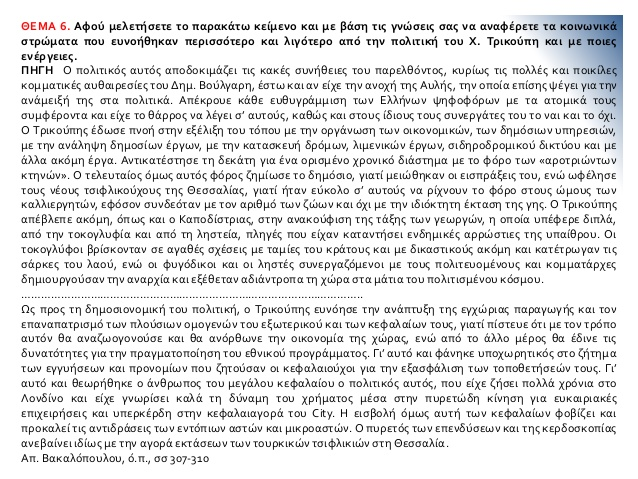 ΘΕΜΑ 6. Αφού μελετήσετε το παρακάτω κείμενο και με βάση τις γνώσεις σας να αναφέρετε τα κοινωνικά
στρώματα που ευνοήθηκαν περισσότερο και λιγότερο από την πολιτική του Χ. Τρικούπη και με ποιες
ενέργειες.
ΠΗΓΗ Ο πολιτικός αυτός αποδοκιμάζει τις κακές συνήθειες του παρελθόντος, κυρίως τις πολλές και ποικίλες
κομματικές αυθαιρεσίες του Δημ. Βούλγαρη, έστω και αν είχε την ανοχή της Αυλής, την οποία επίσης ψέγει για την
ανάμειξή της στα πολιτικά. Απέκρουε κάθε ευθυγράμμιση των Ελλήνων ψηφοφόρων με τα ατομικά τους
συμφέροντα και είχε το θάρρος να λέγει σ' αυτούς, καθώς και στους ίδιους τους συνεργάτες του το ναι και το όχι.
Ο Τρικούπης έδωσε πνοή στην εξέλιξη του τόπου με την οργάνωση των οικονομικών, των δημόσιων υπηρεσιών,
με την ανάληψη δημοσίων έργων, με την κατασκευή δρόμων, λιμενικών έργων, σιδηροδρομικού δικτύου και με
άλλα ακόμη έργα. Αντικατέστησε τη δεκάτη για ένα ορισμένο χρονικό διάστημα με το φόρο των «αροτριώντων
κτηνών». Ο τελευταίος όμως αυτός φόρος ζημίωσε το δημόσιο, γιατί μειώθηκαν οι εισπράξεις του, ενώ ωφέλησε
τους νέους τσιφλικούχους της Θεσσαλίας, γιατί ήταν εύκολο σ' αυτούς να ρίχνουν το φόρο στους ώμους των
καλλιεργητών, εφόσον συνδεόταν με τον αριθμό των ζώων και όχι με την ιδιόκτητη έκταση της γης. Ο Τρικούπης
απέβλεπε ακόμη, όπως και ο Καποδίστριας, στην ανακούφιση της τάξης των γεωργών, η οποία υπέφερε διπλά,
από την τοκογλυφία και από τη ληστεία, πληγές που είχαν καταντήσει ενδημικές αρρώστιες της υπαίθρου. Οι
τοκογλύφοι βρίσκονταν σε αγαθές σχέσεις με ταμίες του κράτους και με δικαστικούς ακόμη και κατέτρωγαν τις
σάρκες του λαού, ενώ οι φυγόδικοι και οι ληστές συνεργαζόμενοι με τους πολιτευομένους και κομματάρχες
δημιουργούσαν την αναρχία και εξέθεταν αδιάντροπα τη χώρα στα μάτια του πολιτισμένου κόσμου.
……………………………………………………………………………………………
Ως προς τη δημοσιονομική του πολιτική, ο Τρικούπης ευνόησε την ανάπτυξη της εγχώριας παραγωγής και τον
επαναπατρισμό των πλούσιων ομογενών του εξωτερικού και των κεφαλαίων τους, γιατί πίστευε ότι με τον τρόπο
αυτόν θα αναζωογονούσε και θα ανόρθωνε την οικονομία της χώρας, ενώ από το άλλο μέρος θα έδινε τις
δυνατότητες για την πραγματοποίηση του εθνικού προγράμματος. Γι' αυτό και φάνηκε υποχωρητικός στο ζήτημα
των εγγυήσεων και προνομίων που ζητούσαν οι κεφαλαιούχοι για την εξασφάλιση των τοποθετήσεών τους. Γι'
αυτό και θεωρήθηκε ο άνθρωπος του μεγάλου κεφαλαίου ο πολιτικός αυτός, που είχε ζήσει πολλά χρόνια στο
Λονδίνο και είχε γνωρίσει καλά τη δύναμη του χρήματος μέσα στην πυρετώδη κίνηση για ευκαιριακές
επιχειρήσεις και υπερκέρδη στην κεφαλαιαγορά του City. Η εισβολή όμως αυτή των κεφαλαίων φοβίζει και
προκαλεί τις αντιδράσεις των εντόπιων αστών και μικροαστών. Ο πυρετός των επενδύσεων και της κερδοσκοπίας
ανεβαίνει ιδίως με την αγορά εκτάσεων των τουρκικών τσιφλικιών στη Θεσσαλία.
Απ. Βακαλόπουλου, ό.π., σσ 307-310